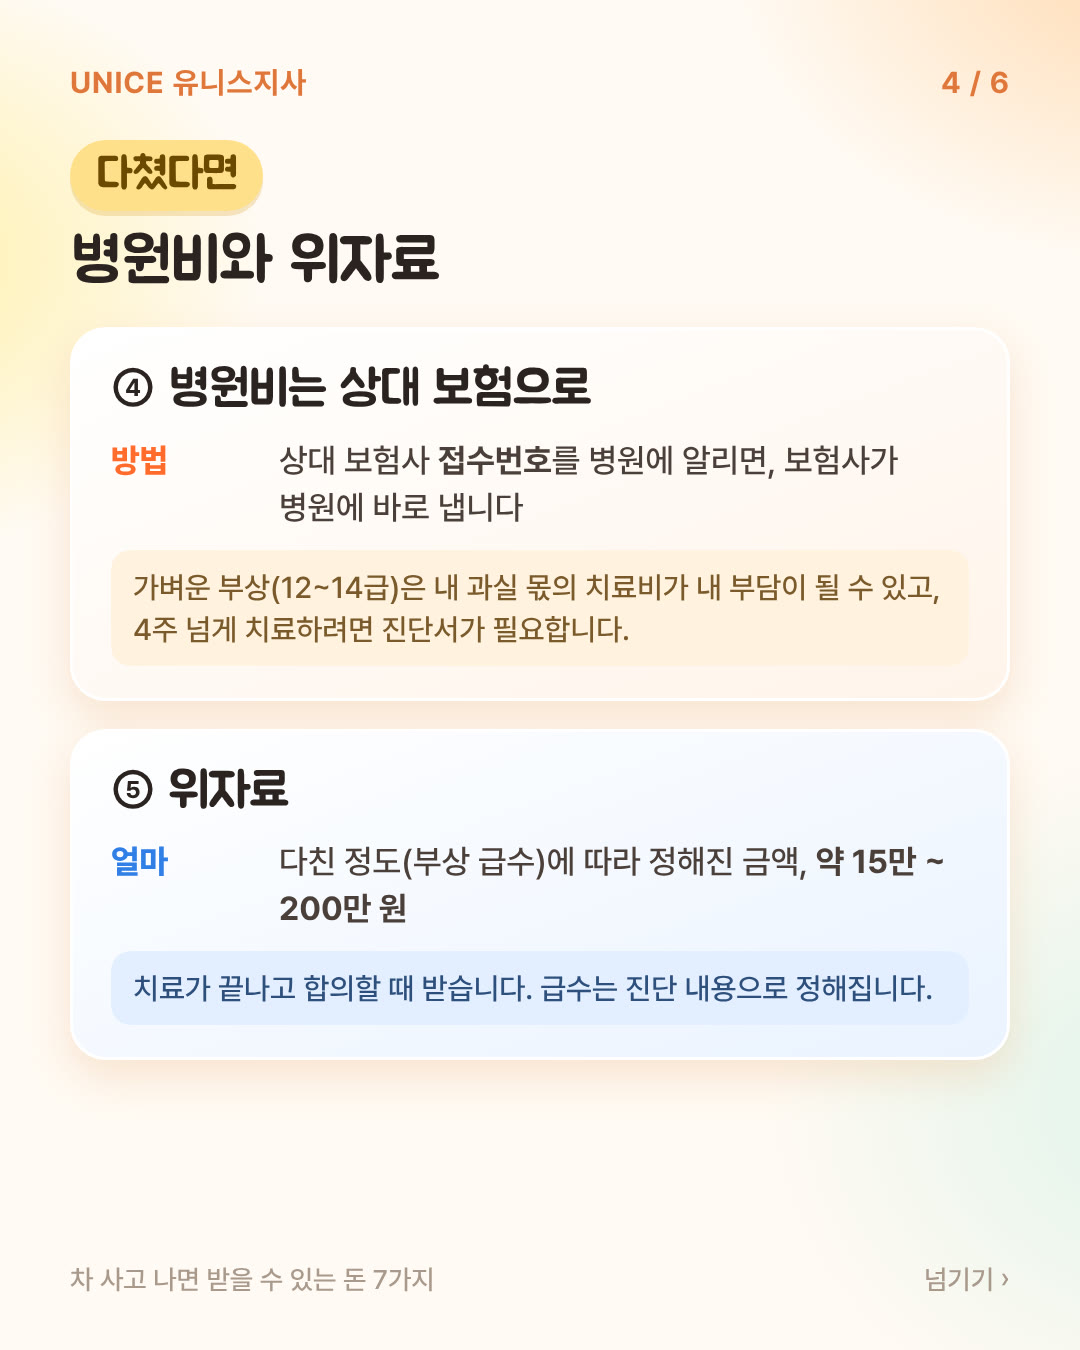 UNICE 유니스지사
4 / 6
다쳤다면
병원비와 위자료
④ 병원비는 상대 보험으로
방법
상대 보험사 접수번호를 병원에 알리면, 보험사가
병원에 바로 냅니다
가벼운 부상(12~14급)은 내 과실 몫의 치료비가 내 부담이 될 수 있고,
4주 넘게 치료하려면 진단서가 필요합니다.
⑤ 위자료
얼마
다친 정도(부상 급수)에 따라 정해진 금액, 약 15만 ~
200만 원
치료가 끝나고 합의할 때 받습니다. 급수는 진단 내용으로 정해집니다.
차 사고 나면 받을 수 있는 돈 7가지
넘기기 ›